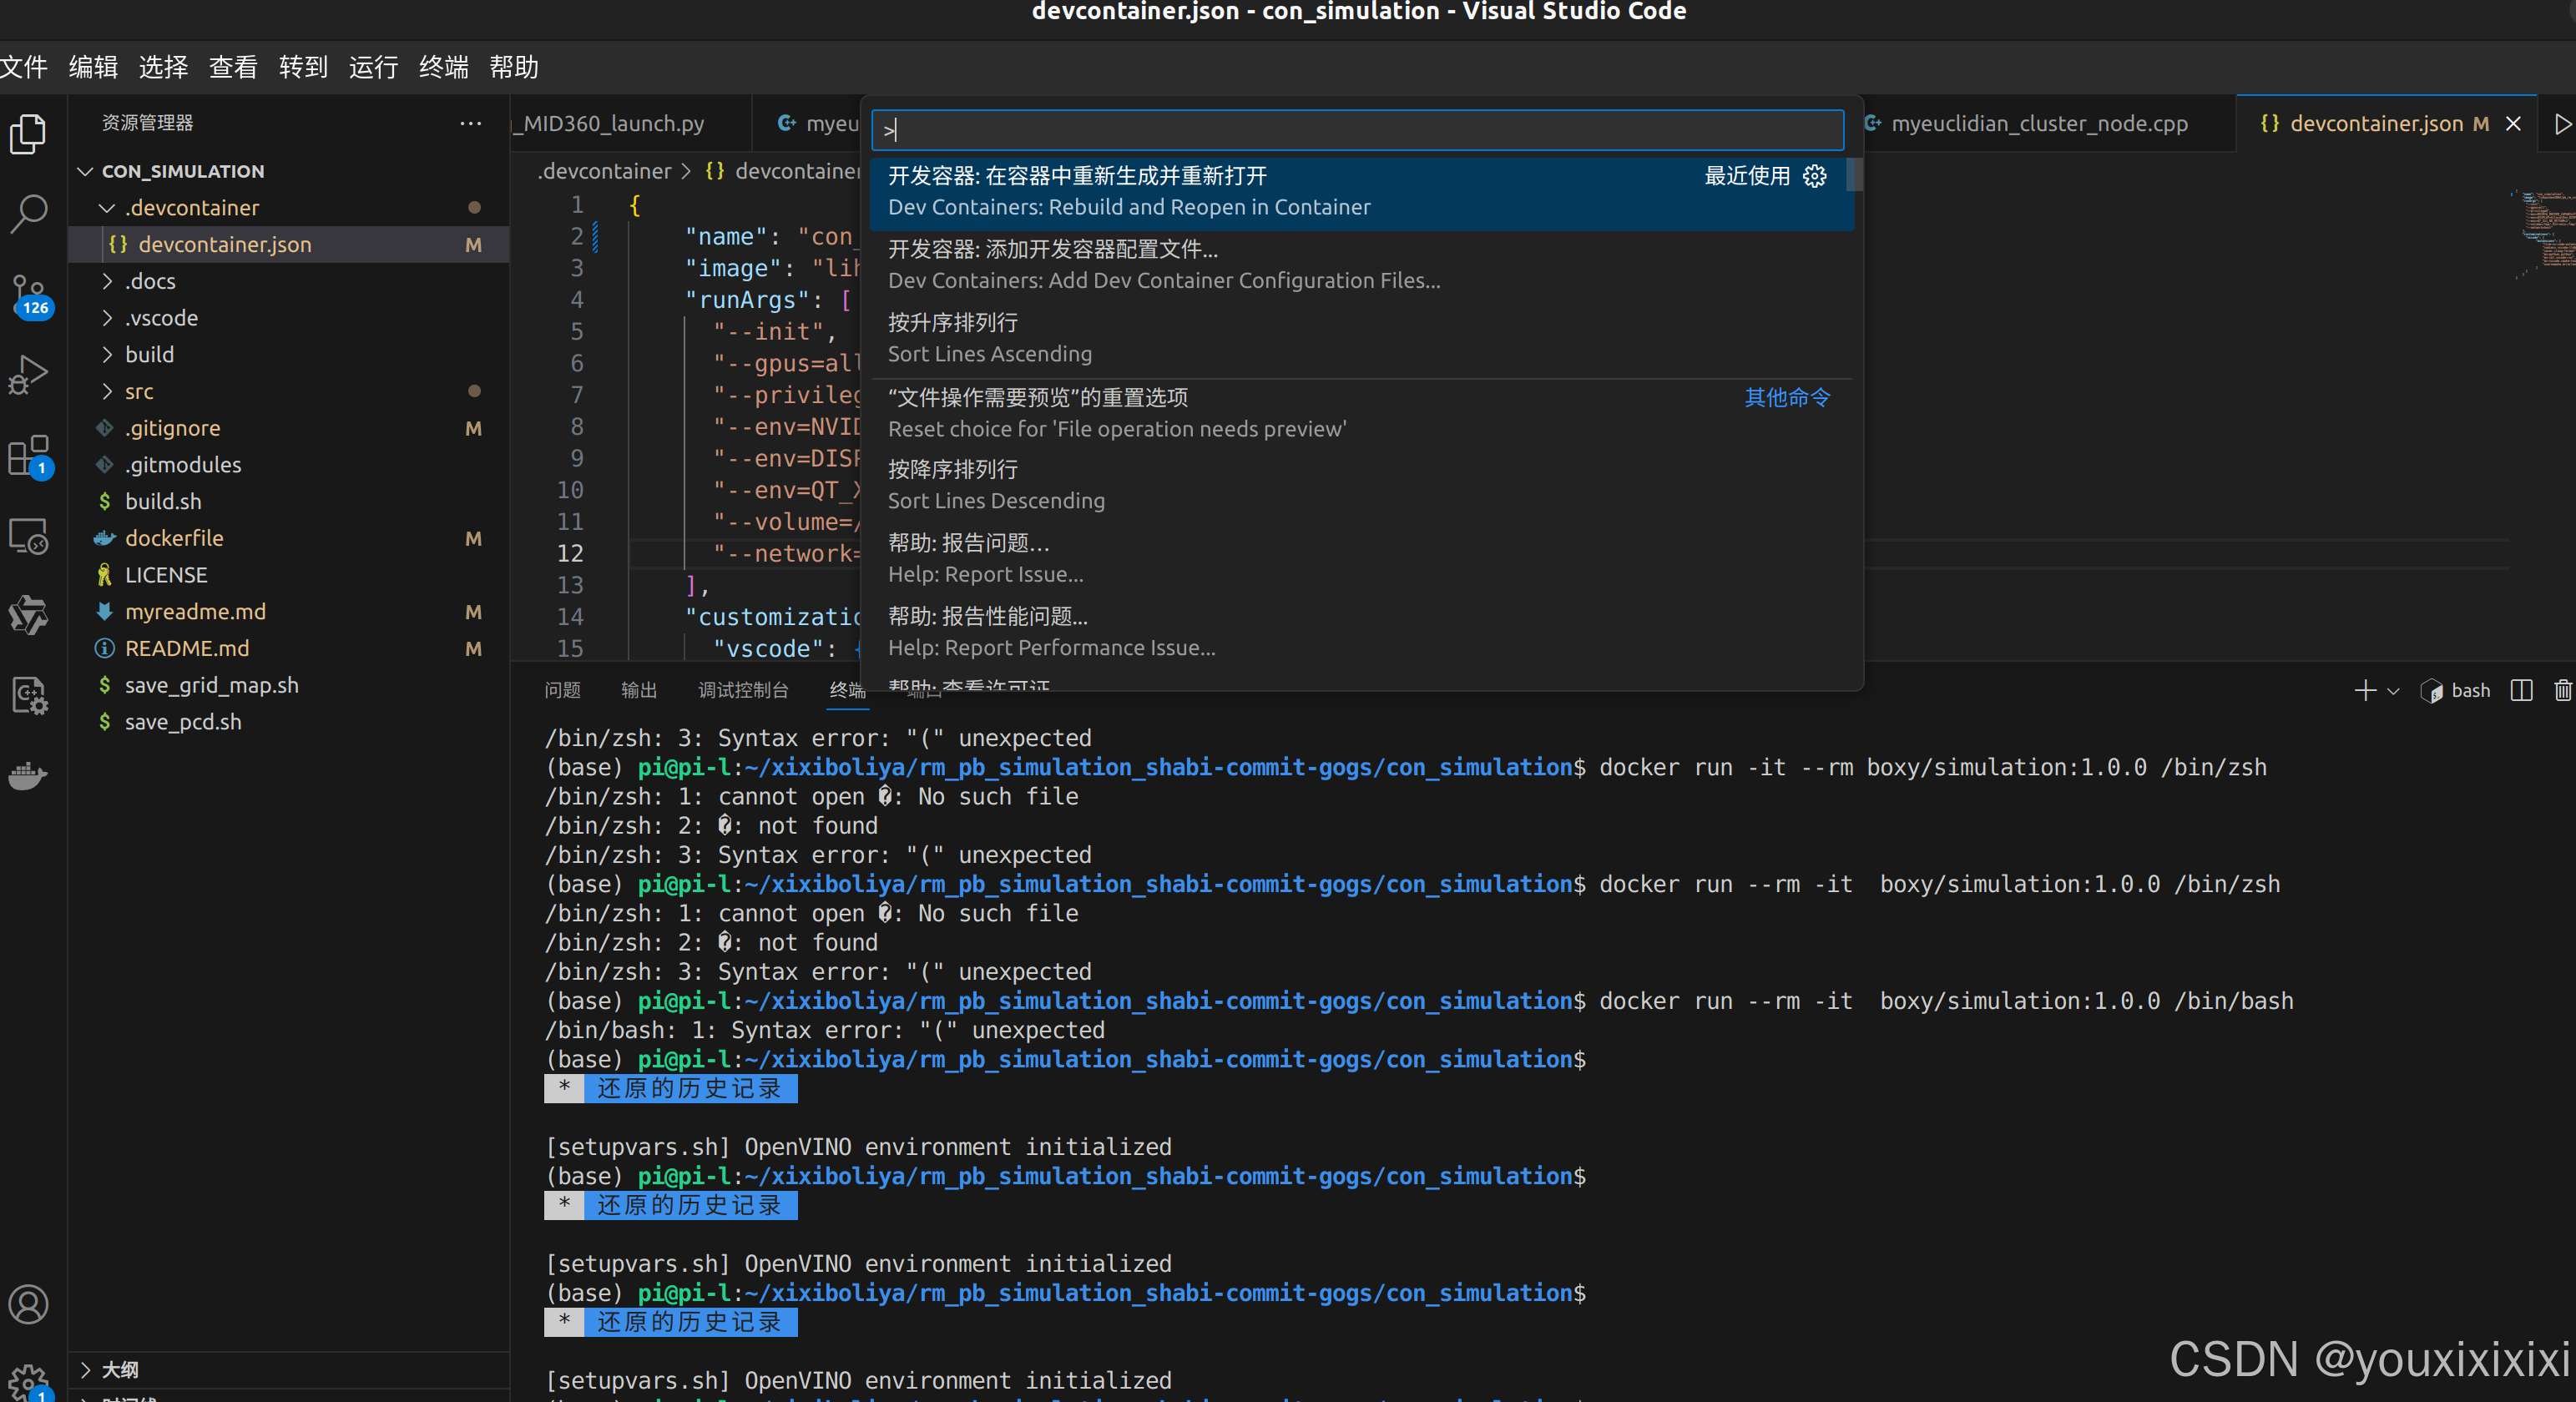 devcontainer.json - con_simulation - Visual Studio Code
文件 编辑 选择 查看 转到 运行 终端 帮助
资源管理器 ···
_MID360_launch.py
myeu
myeuclidian_cluster_node.cpp
{} devcontainer.json M
>
.devcontainer > {} devcontainer
CON_SIMULATION
.devcontainer
{} devcontainer.json M
.docs
.vscode
build
src
.gitignore M
.gitmodules
$ build.sh
dockerfile M
LICENSE
myreadme.md M
README.md M
$ save_grid_map.sh
$ save_pcd.sh
大纲
126
1
1
开发容器: 在容器中重新生成并重新打开 最近使用
Dev Containers: Rebuild and Reopen in Container
开发容器: 添加开发容器配置文件...
Dev Containers: Add Dev Container Configuration Files...
按升序排列行
Sort Lines Ascending
“文件操作需要预览”的重置选项 其他命令
Reset choice for 'File operation needs preview'
按降序排列行
Sort Lines Descending
帮助: 报告问题…
Help: Report Issue...
帮助: 报告性能问题...
Help: Report Performance Issue...
帮助: 查看许可证
1 {
2 "name": "con_
3 "image": "lih
4 "runArgs": [
5 "--init",
6 "--gpus=all
7 "--privileg
8 "--env=NVID
9 "--env=DISP
10 "--env=QT_X
11 "--volume=/
12 "--network=
13 ],
14 "customizatio
15 "vscode": {
问题 输出 调试控制台 终端 端口
bash
/bin/zsh: 3: Syntax error: "(" unexpected
(base) pi@pi-l:~/xixiboliya/rm_pb_simulation_shabi-commit-gogs/con_simulation$ docker run -it --rm boxy/simulation:1.0.0 /bin/zsh
/bin/zsh: 1: cannot open �: No such file
/bin/zsh: 2: �: not found
/bin/zsh: 3: Syntax error: "(" unexpected
(base) pi@pi-l:~/xixiboliya/rm_pb_simulation_shabi-commit-gogs/con_simulation$ docker run --rm -it  boxy/simulation:1.0.0 /bin/zsh
/bin/zsh: 1: cannot open �: No such file
/bin/zsh: 2: �: not found
/bin/zsh: 3: Syntax error: "(" unexpected
(base) pi@pi-l:~/xixiboliya/rm_pb_simulation_shabi-commit-gogs/con_simulation$ docker run --rm -it  boxy/simulation:1.0.0 /bin/bash
/bin/bash: 1: Syntax error: "(" unexpected
(base) pi@pi-l:~/xixiboliya/rm_pb_simulation_shabi-commit-gogs/con_simulation$
* 还原的历史记录
[setupvars.sh] OpenVINO environment initialized
(base) pi@pi-l:~/xixiboliya/rm_pb_simulation_shabi-commit-gogs/con_simulation$
* 还原的历史记录
[setupvars.sh] OpenVINO environment initialized
(base) pi@pi-l:~/xixiboliya/rm_pb_simulation_shabi-commit-gogs/con_simulation$
* 还原的历史记录
[setupvars.sh] OpenVINO environment initialized
CSDN @youxixixixi